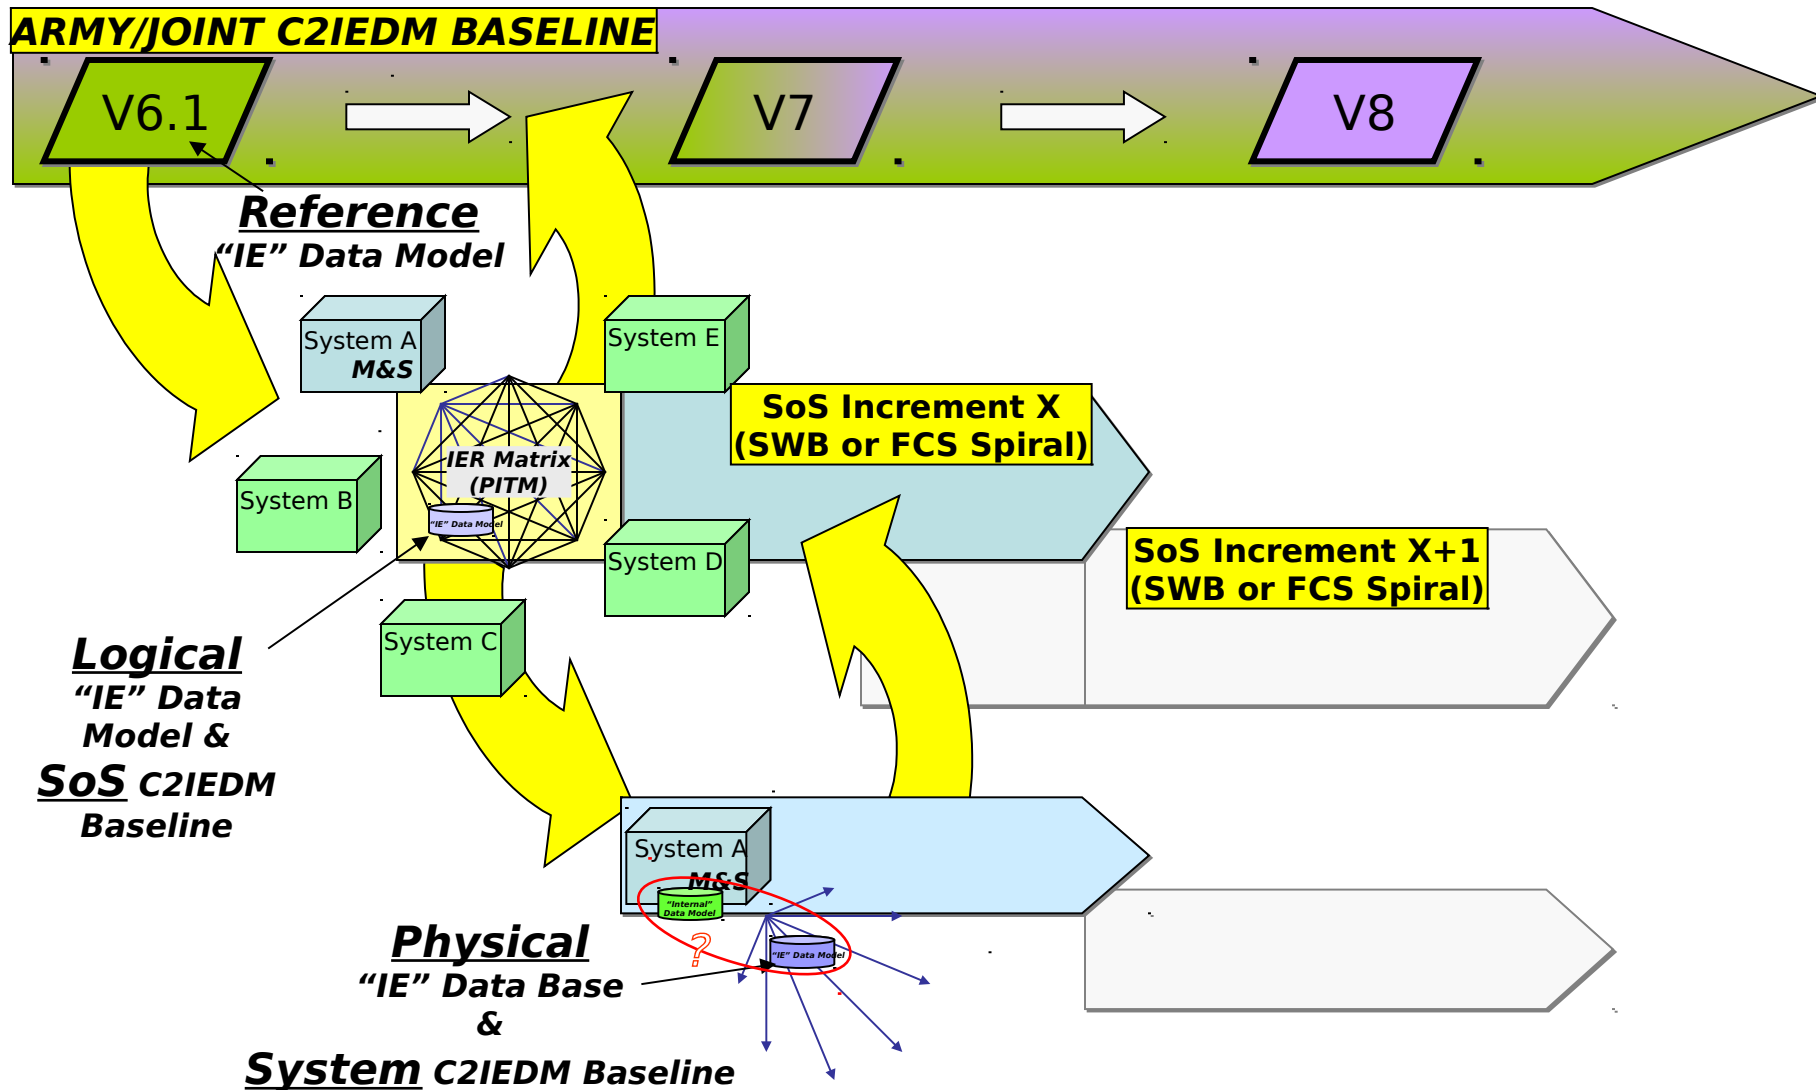 ARMY/JOINT C2IEDM BASELINE
V6.1
V7
V8
Reference
“IE” Data Model
System A
M&S
System E
SoS Increment X
(SWB or FCS Spiral)
IER Matrix
(PITM)
System B
“IE” Data Model
System D
SoS Increment X+1
(SWB or FCS Spiral)
System C
Logical
“IE” Data
Model &
SoS C2IEDM
Baseline
System A
M&S
“Internal”
Data Model
?
“IE” Data Model
Physical
“IE” Data Base
&
System C2IEDM Baseline